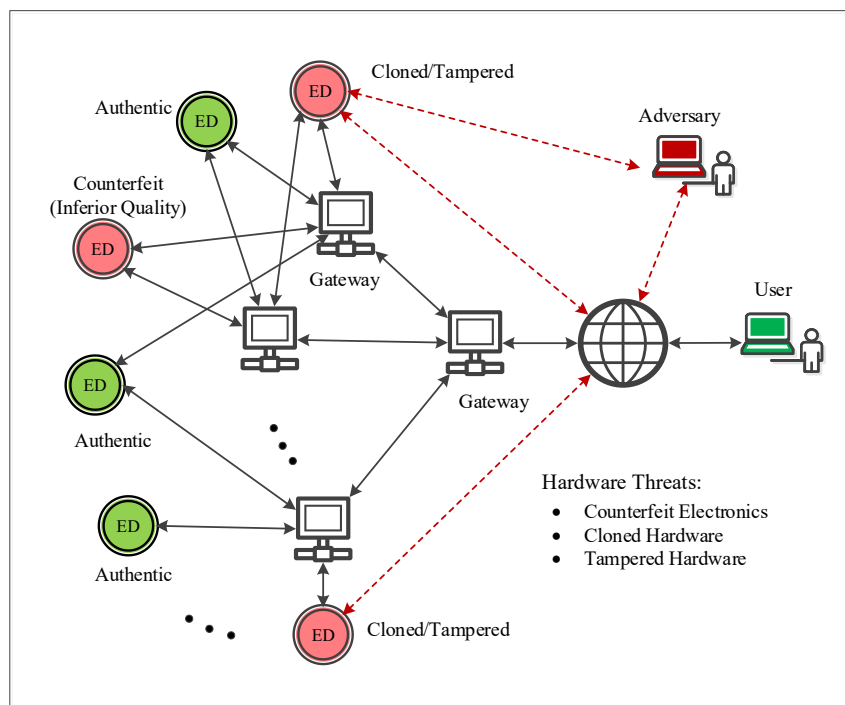 Cloned/Tampered
ED
Authentic
ED
Adversary
Counterfeit
(Inferior Quality)
ED
Gateway
User
ED
Gateway
Authentic
Hardware Threats:
• Counterfeit Electronics
• Cloned Hardware
• Tampered Hardware
ED
Authentic
ED
Cloned/Tampered